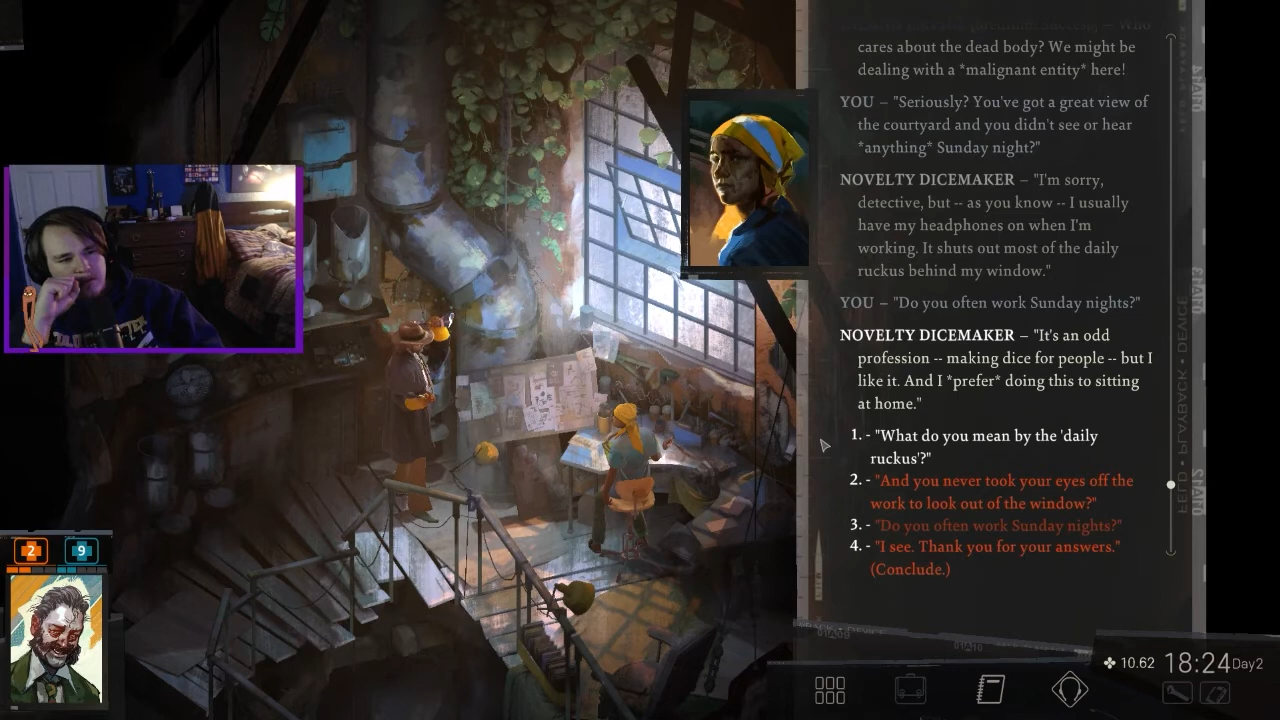 cares about the dead body? We might be
dealing with a *malignant entity* here!
YOU – "Seriously? You've got a great view of
the courtyard and you didn't see or hear
*anything* Sunday night?"
NOVELTY DICEMAKER – "I'm sorry,
detective, but -- as you know -- I usually
have my headphones on when I'm
working. It shuts out most of the daily
ruckus behind my window."
YOU – "Do you often work Sunday nights?"
NOVELTY DICEMAKER – "It's an odd
profession -- making dice for people -- but I
like it. And I *prefer* doing this to sitting
at home."
1. - "What do you mean by the 'daily
ruckus'?"
2. - "And you never took your eyes off the
work to look out of the window?"
3. - "Do you often work Sunday nights?"
4. - "I see. Thank you for your answers."
(Conclude.)
2 9
10.62 18:24 Day2